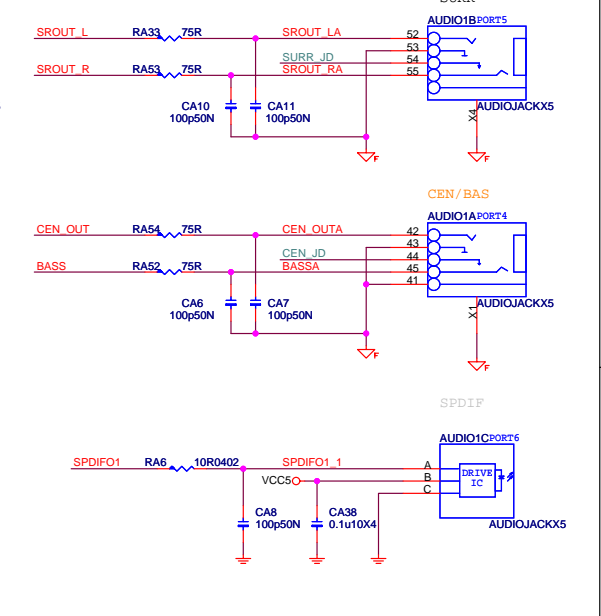 AUDIO1B PORT5
SROUT_L RA33 75R SROUT_LA 52
53
SURR_JD 54
SROUT_R RA53 75R SROUT_RA 55
CA10 CA11
100p50N 100p50N
X4 AUDIOJACKX5
F F
CEN/BAS
AUDIO1A PORT4
CEN_OUT RA54 75R CEN_OUTA 42
43
CEN_JD 44
BASS RA52 75R BASSA 45
41
CA6 CA7
100p50N 100p50N
X1 AUDIOJACKX5
F F
SPDIF
AUDIO1C PORT6
SPDIFO1 RA6 10R0402 SPDIFO1_1 A
VCC5 B
C
DRIVE
IC
CA8 CA38
100p50N 0.1u10X4
AUDIOJACKX5